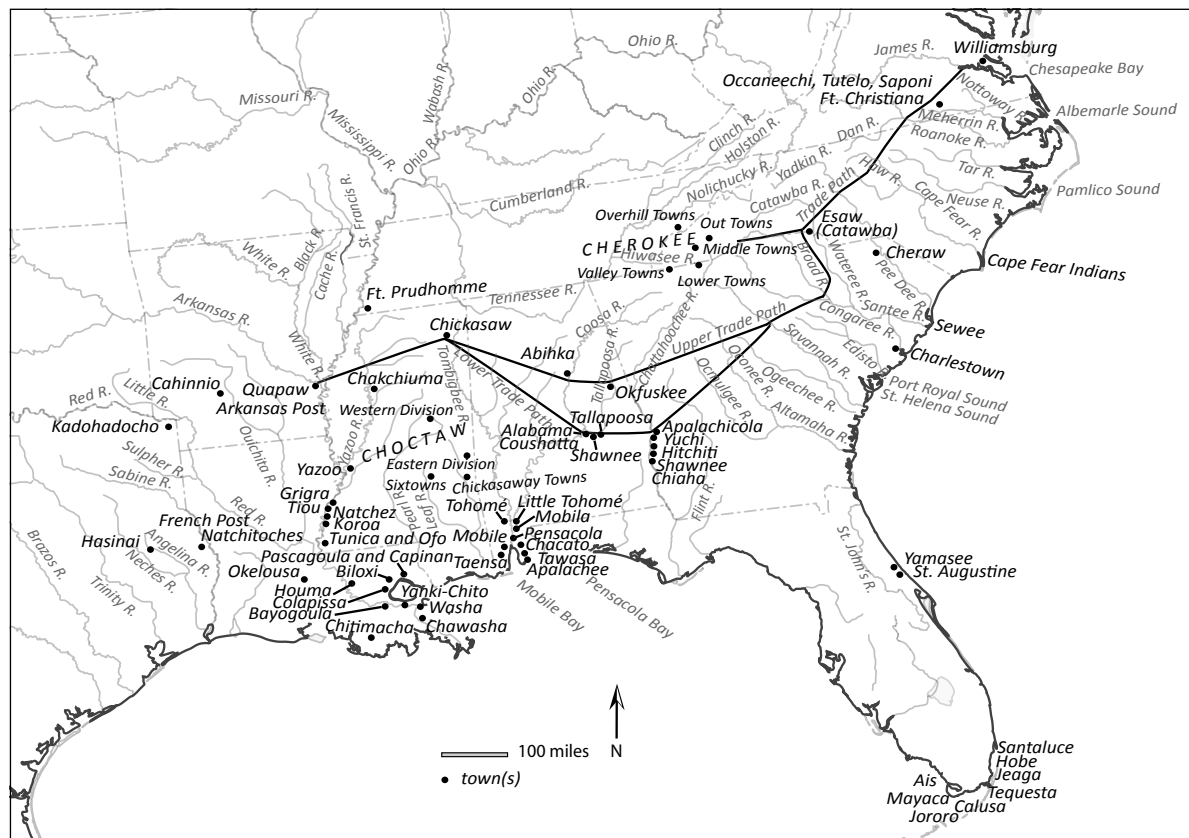 Ohio R.
James R.
Williamsburg
Chesapeake Bay
Occaneechi, Tutelo, Saponi
Ft. Christiana
Nottoway R.
Albemarle Sound
Missouri R.
Mississippi R.
Ohio R.
Wabash R.
Ohio R.
Clinch R.
Holston R.
Dan R.
Meherrin R.
Roanoke R.
Tar R.
Pamlico Sound
Nolichucky R.
Yadkin R.
Haw R.
Neuse R.
Cape Fear R.
Cumberland R.
Catawba R.
Trade Path
St. Francis R.
Black R.
Cache R.
White R.
Overhill Towns
Out Towns
CHEROKEE
Middle Towns
Hiwasee R.
Valley Towns
Lower Towns
Esaw
(Catawba)
Cheraw
Cape Fear Indians
Broad R.
Wateree R.
Pee Dee R.
Santee R.
Congaree R.
Sewee
Arkansas R.
Ft. Prudhomme
Tennessee R.
Coosa R.
Tallapoosa R.
Chattahoochee R.
Upper Trade Path
Chickasaw
Abihka
Savannah R.
Edisto R.
Charlestown
White R.
Lower Trade Path
Tombigbee R.
Okfuskee
Ocmulgee R.
Oconee R.
Ogeechee R.
Altamaha R.
Port Royal Sound
St. Helena Sound
Red R.
Little R.
Cahinnio
Quapaw
Arkansas Post
Chakchiuma
Western Division
Tallapoosa
Alabama
Coushatta
Shawnee
Apalachicola
Yuchi
Hitchiti
Shawnee
Chiaha
Kadohadocho
Ouichita R.
Yazoo R.
CHOCTAW
Yazoo
Eastern Division
Sixtowns
Chickasaway Towns
Flint R.
Sulpher R.
Sabine R.
Red R.
Grigra
Tiou
Natchez
Koroa
Tunica and Ofo
Pearl R.
Leaf R.
Tohomé
Little Tohomé
Mobila
Mobile
Pensacola
Chacato
Tawasa
Taensa
Apalachee
French Post
Natchitoches
Hasinai
Angelina R.
Neches R.
Trinity R.
Brazos R.
Okelousa
Pascagoula and Capinan
Biloxi
Houma
Colapissa
Bayogoula
Yanki-Chito
Washa
Chawasha
Chitimacha
Mobile Bay
Pensacola Bay
St. John's R.
Yamasee
St. Augustine
N
100 miles
town(s)
Santaluce
Hobe
Jeaga
Tequesta
Ais
Mayaca
Jororo
Calusa